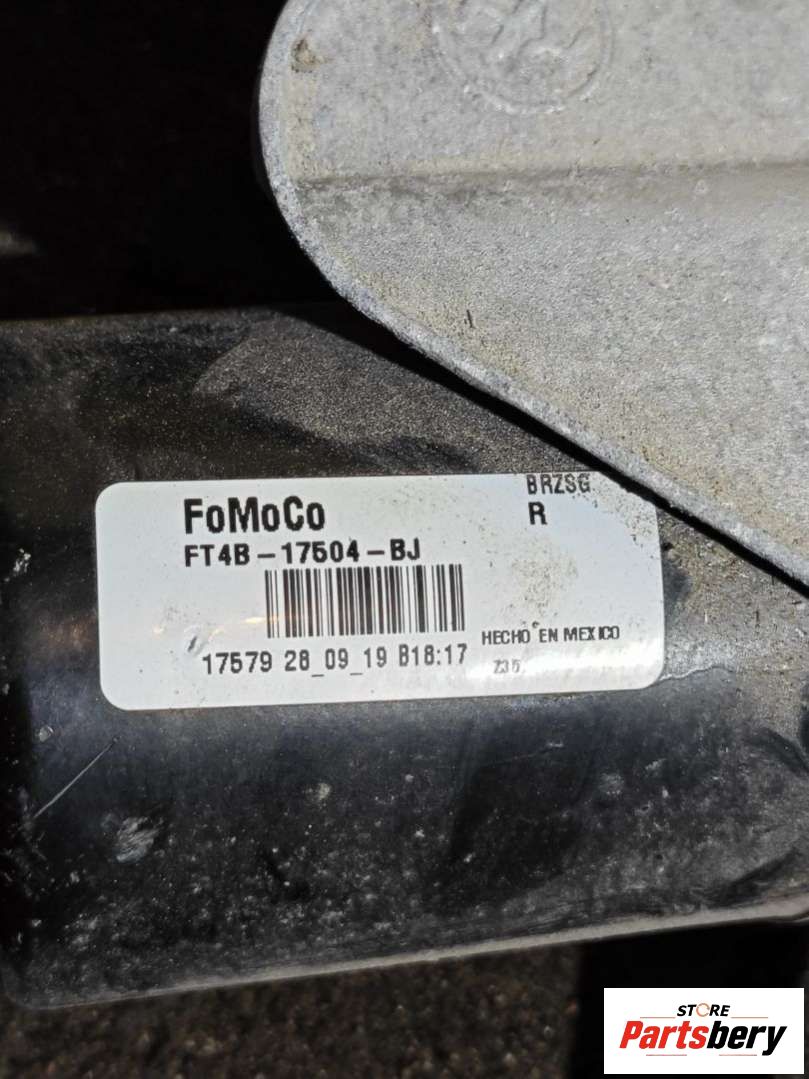 BRZSG
FoMoCo
R
FT4B-17504-BJ
HECHO EN MEXICO
17579 28_09_19 B18:17
STORE
Partsbery